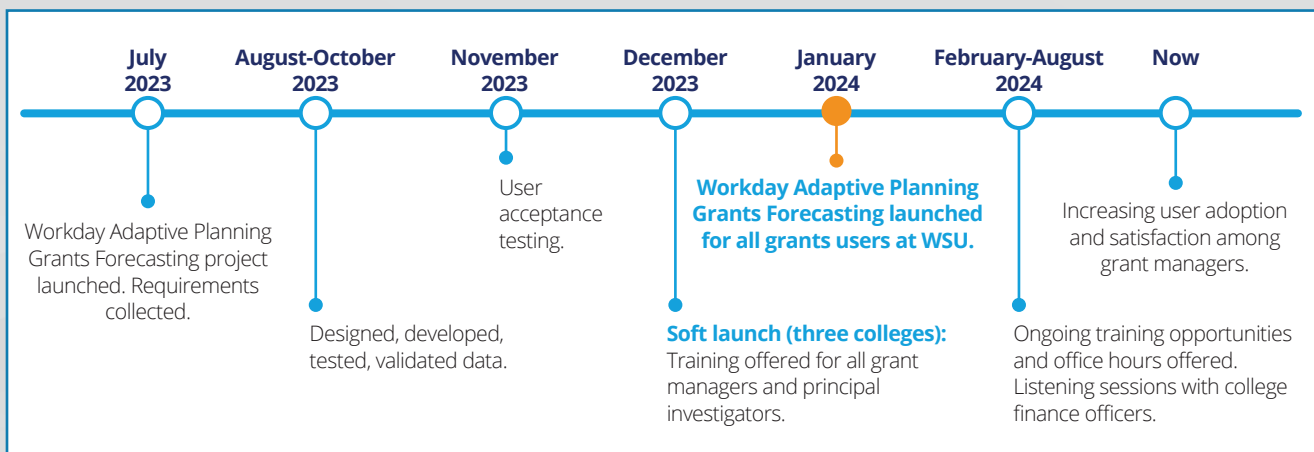 July
2023
August-October
2023
November
2023
December
2023
January
2024
February-August
2024
Now
Workday Adaptive Planning
Grants Forecasting project
launched. Requirements
collected.
Designed, developed,
tested, validated data.
User
acceptance
testing.
Soft launch (three colleges):
Training offered for all grant
managers and principal
investigators.
Workday Adaptive Planning
Grants Forecasting launched
for all grants users at WSU.
Ongoing training opportunities
and office hours offered.
Listening sessions with college
finance officers.
Increasing user adoption
and satisfaction among
grant managers.